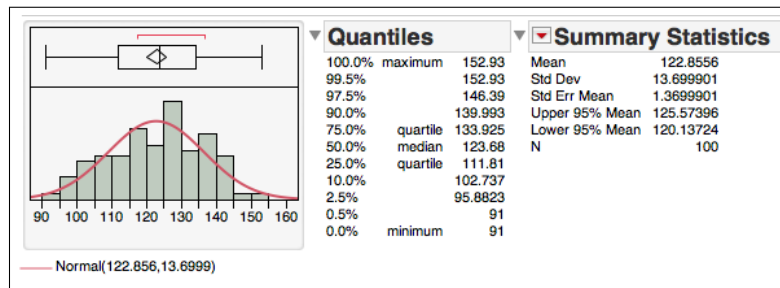 90 100 110 120 130 140 150 160
Normal(122.856,13.6999)
Quantiles
100.0% maximum 152.93
99.5% 152.93
97.5% 146.39
90.0% 139.993
75.0% quartile 133.925
50.0% median 123.68
25.0% quartile 111.81
10.0% 102.737
2.5% 95.8823
0.5% 91
0.0% minimum 91
Summary Statistics
Mean 122.8556
Std Dev 13.699901
Std Err Mean 1.3699901
Upper 95% Mean 125.57396
Lower 95% Mean 120.13724
N 100